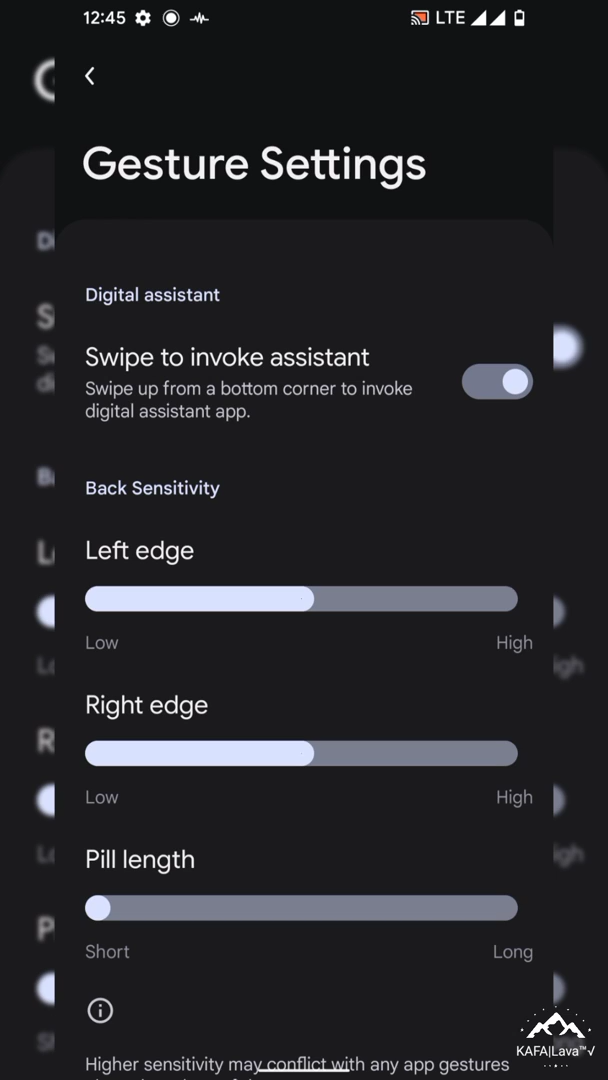 12:45 LTE
Gesture Settings
Digital assistant
Swipe to invoke assistant
Swipe up from a bottom corner to invoke
digital assistant app.
Back Sensitivity
Left edge
Low High
Right edge
Low High
Pill length
Short Long
KAFA|Lava™√
Higher sensitivity may conflict with any app gestures